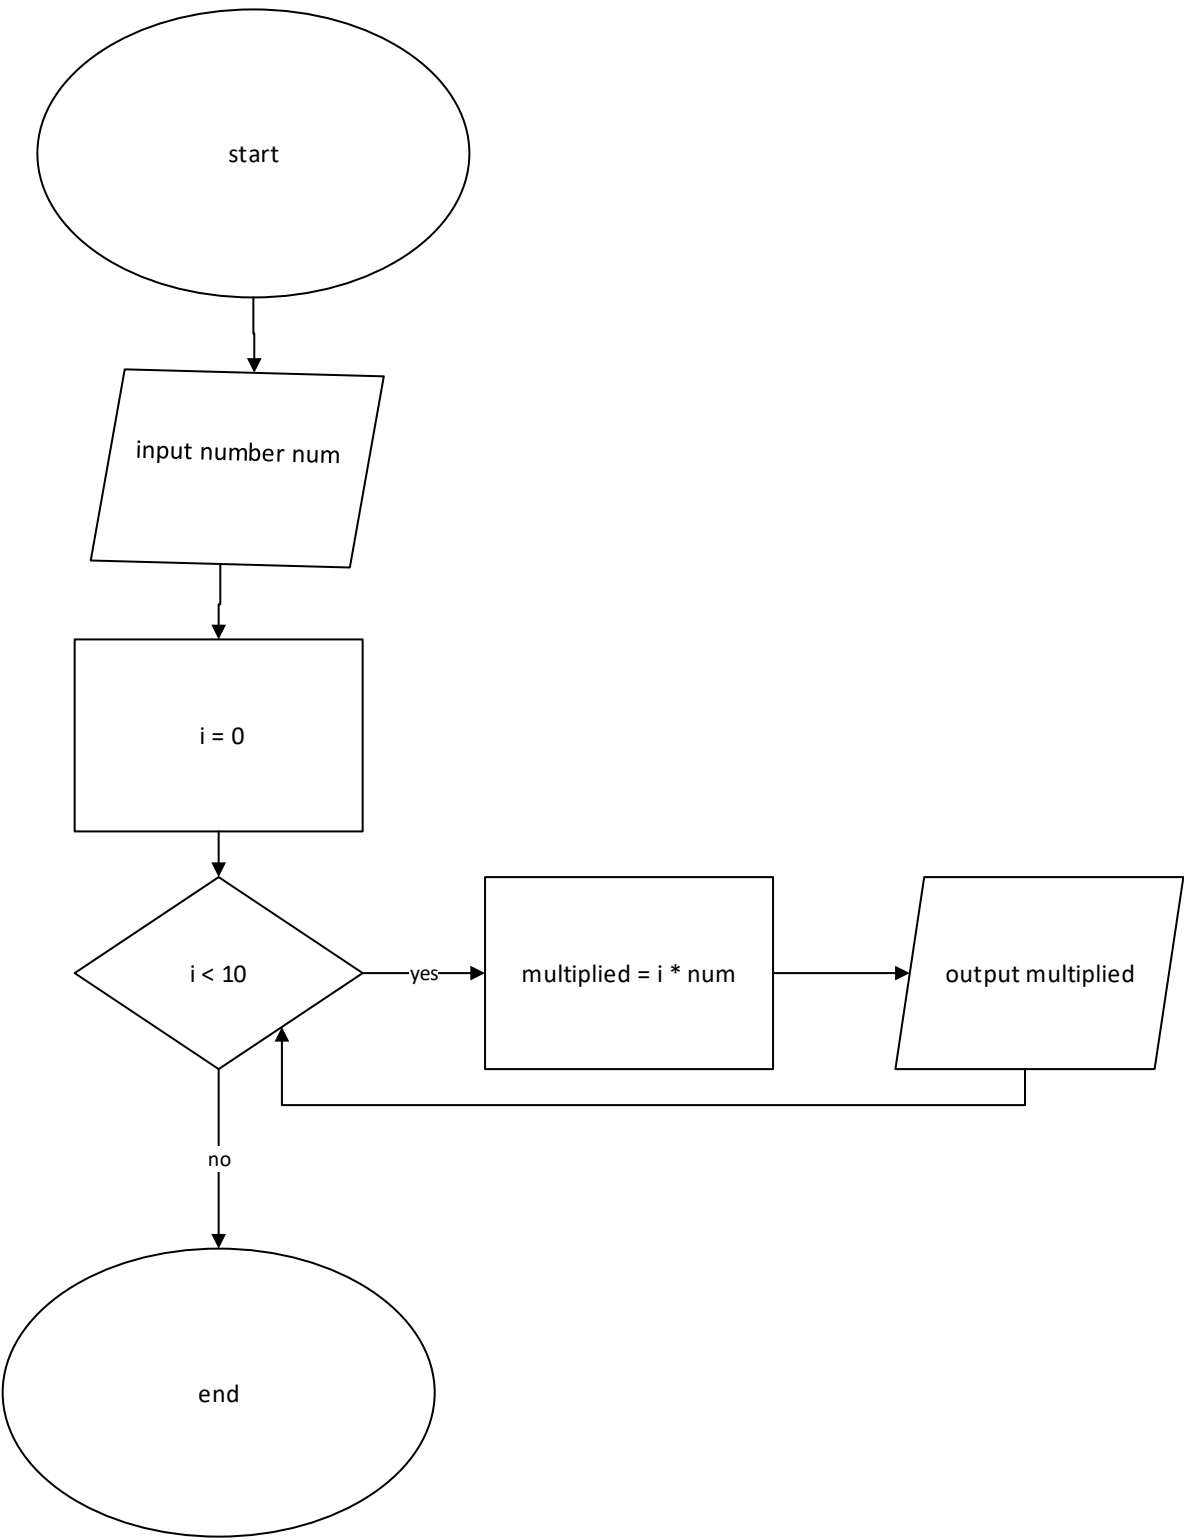 start
input number num
i = 0
i < 10
yes
multiplied = i * num
output multiplied
no
end